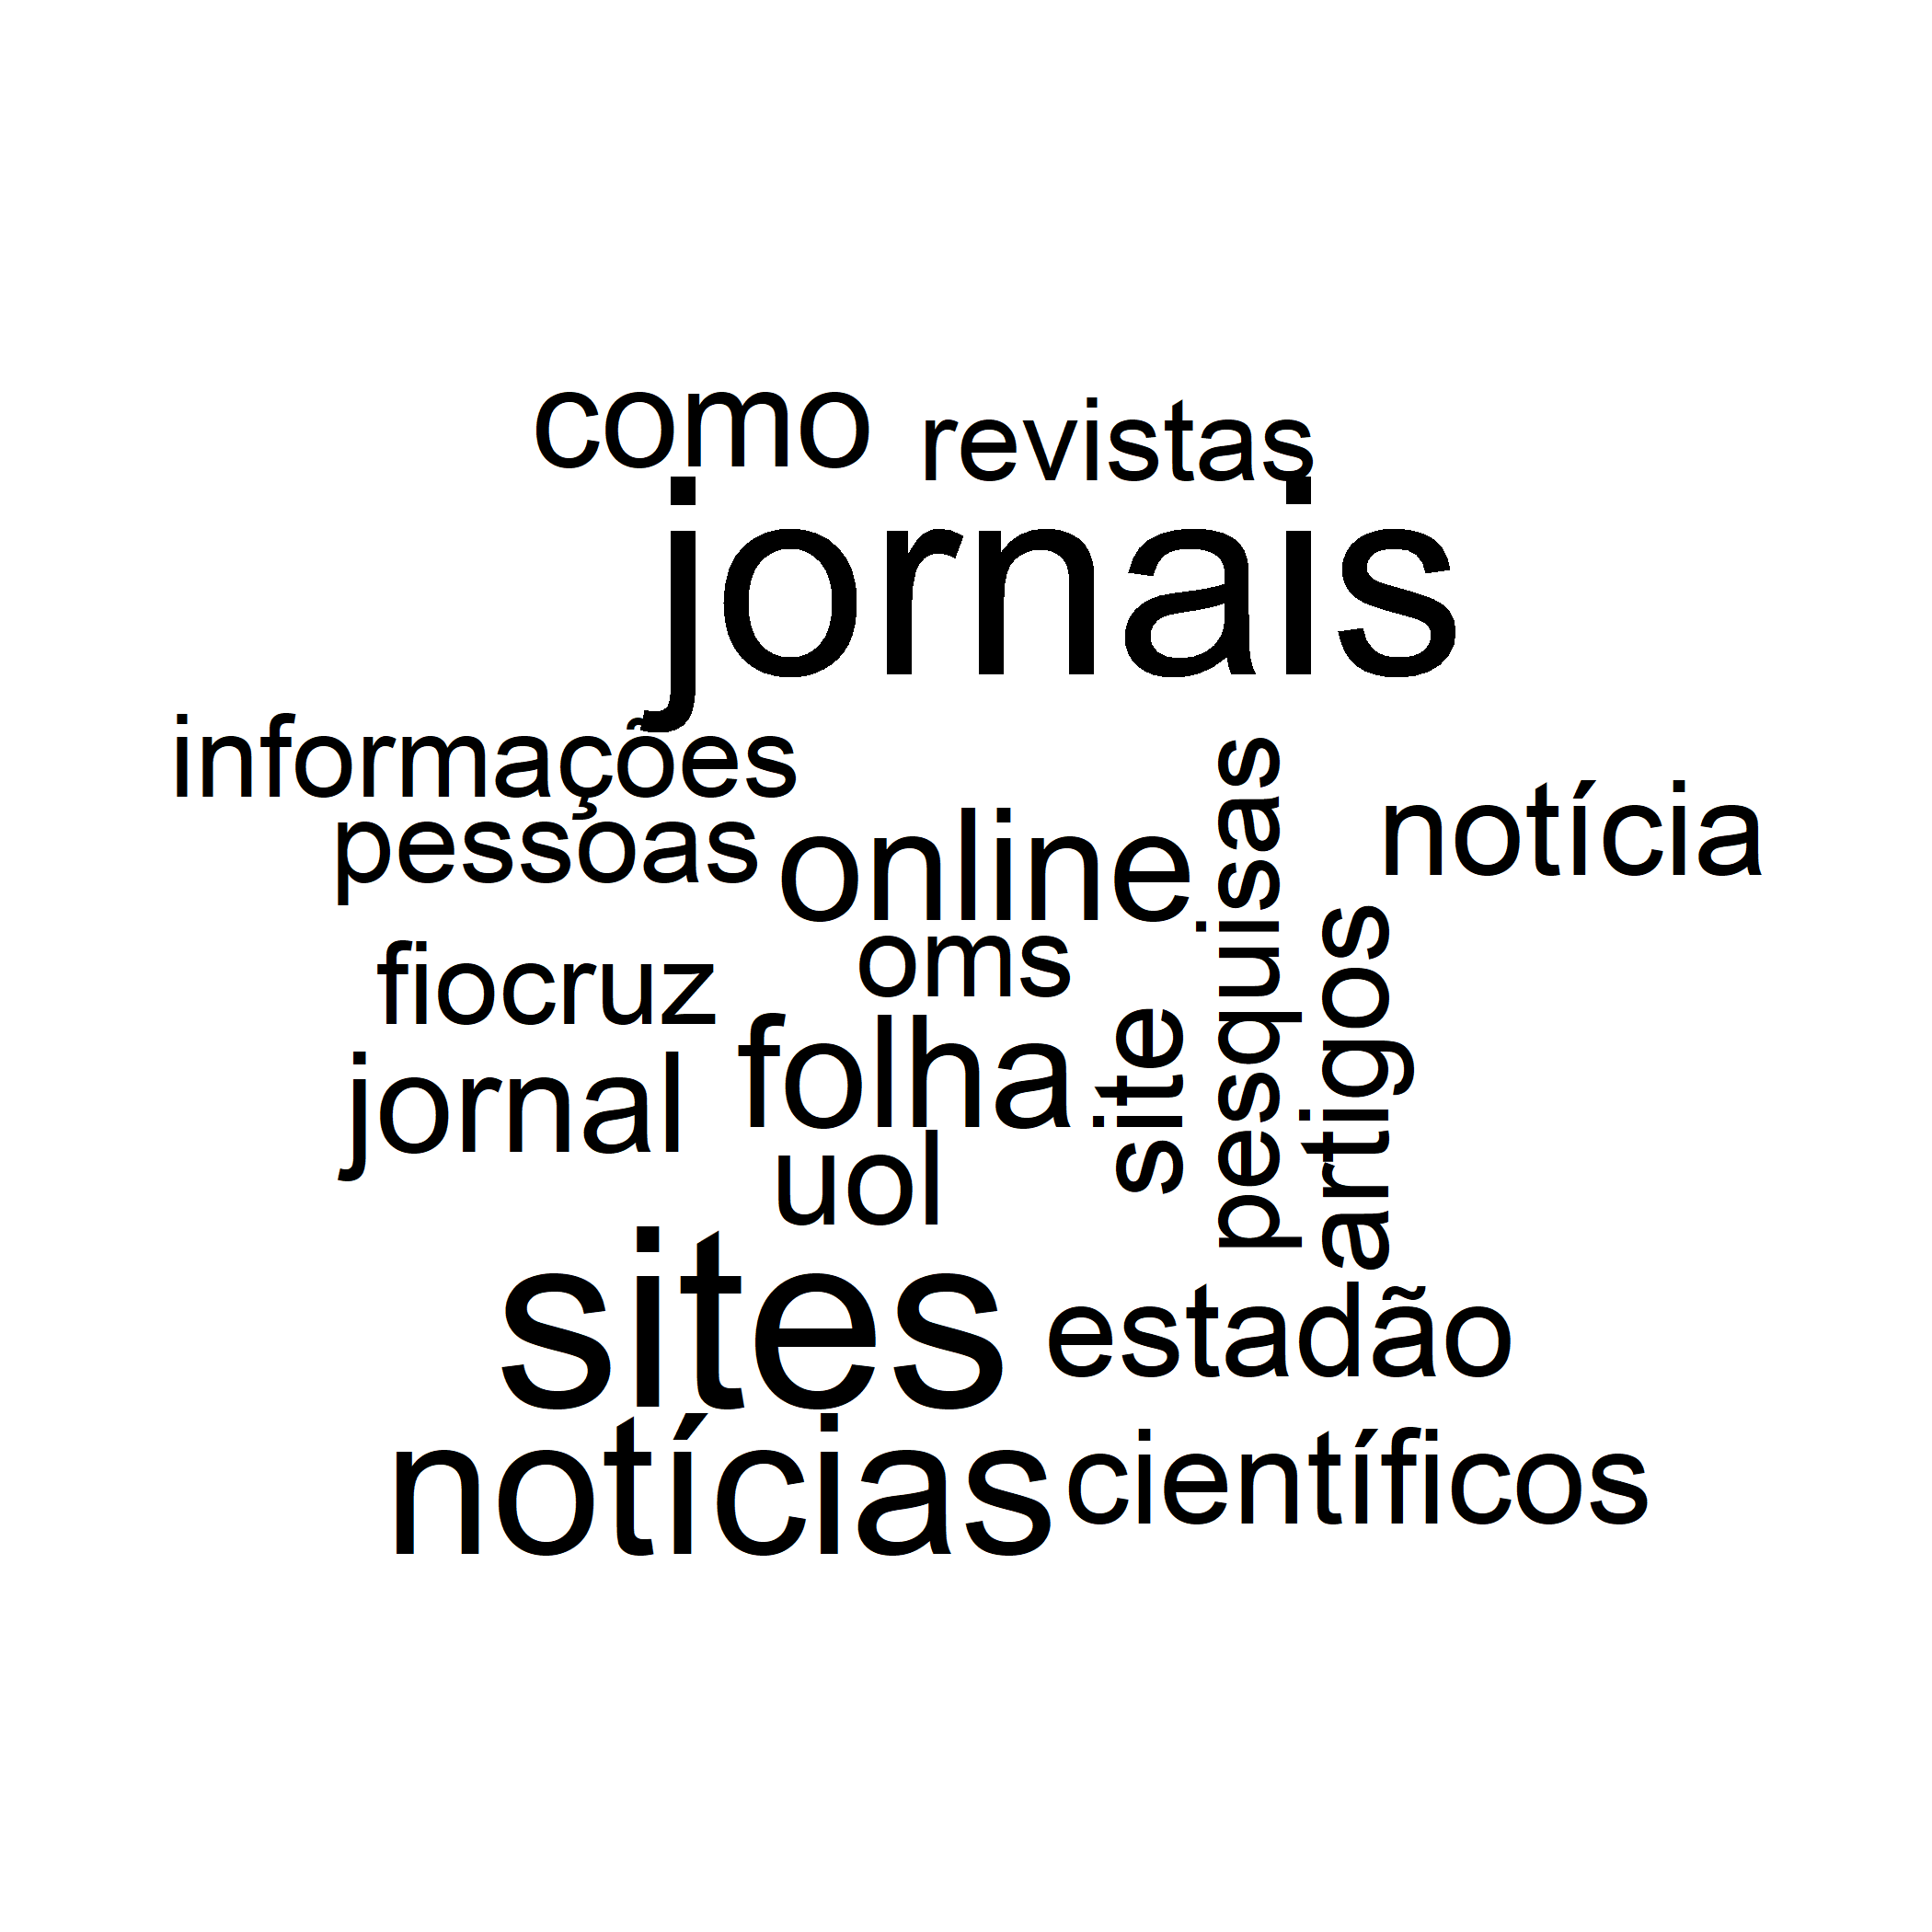 como
revistas
jornais
informações
pessoas
online
pesquisas
notícia
oms
fiocruz
artigos
folha
site
jornal
uol
sites
estadão
notícias
científicos